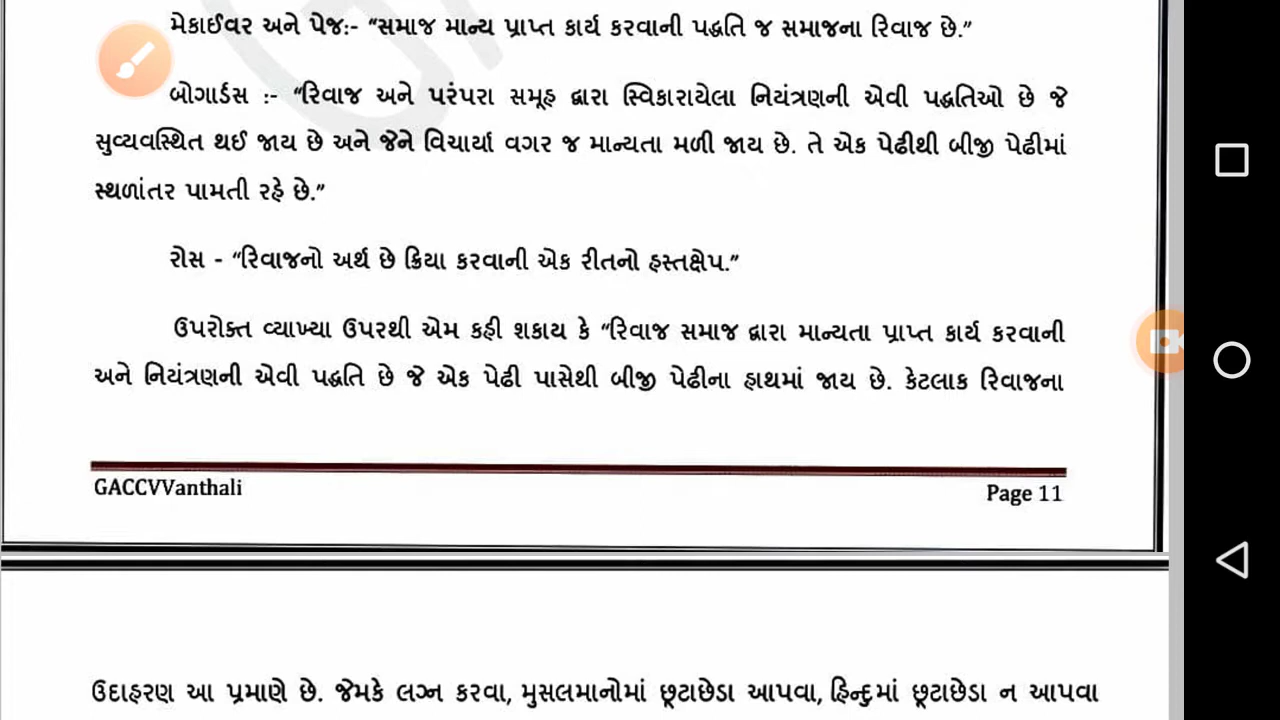 મેકાઈવર અને પેજ:- “સમાજ માન્ય પ્રાપ્ત કાર્ય કરવાની પદ્ધતિ જ સમાજના રિવાજ છે.”
બોગાર્ડસ :- “રિવાજ અને પરંપરા સમૂહ દ્વારા સ્વિકારાયેલા નિયંત્રણની એવી પદ્ધતિઓ છે જે
સુવ્યવસ્થિત થઈ જાય છે અને જેને વિચાર્યા વગર જ માન્યતા મળી જાય છે. તે એક પેઢીથી બીજી પેઢીમાં
સ્થળાંતર પામતી રહે છે.”
રોસ - “રિવાજનો અર્થ છે ક્રિયા કરવાની એક રીતનો હસ્તક્ષેપ.”
ઉપરોક્ત વ્યાખ્યા ઉપરથી એમ કહી શકાય કે “રિવાજ સમાજ દ્વારા માન્યતા પ્રાપ્ત કાર્ય કરવાની
અને નિયંત્રણની એવી પદ્ધતિ છે જે એક પેઢી પાસેથી બીજી પેઢીના હાથમાં જાય છે. કેટલાક રિવાજના
GACCVVanthali
Page 11
ઉદાહરણ આ પ્રમાણે છે. જેમકે લગ્ન કરવા, મુસલમાનોમાં છૂટાછેડા આપવા, હિન્દુમાં છૂટાછેડા ન આપવા